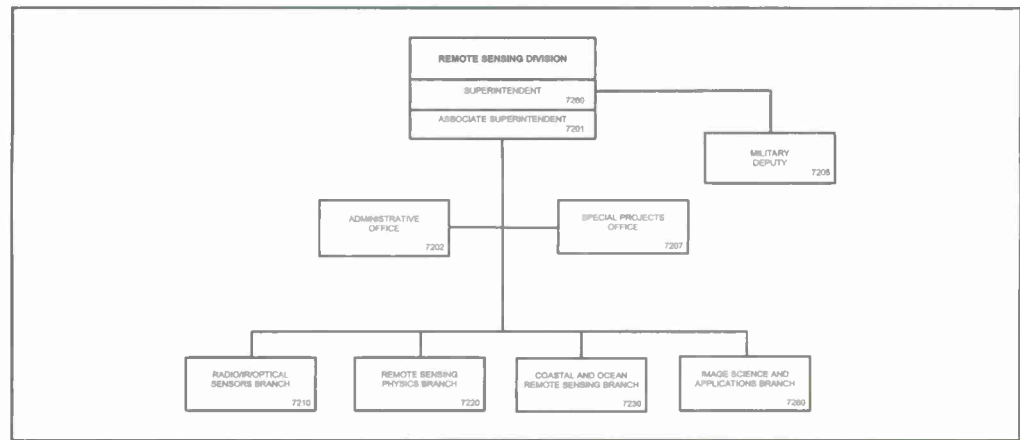 REMOTE SENSING DIVISION
SUPERINTENDENT
7200
ASSOCIATE SUPERINTENDENT
7201
MILITARY
DEPUTY
7205
ADMINISTRATIVE
OFFICE
7202
SPECIAL PROJECTS
OFFICE
7207
RADIO/IR/OPTICAL
SENSORS BRANCH
7210
REMOTE SENSING
PHYSICS BRANCH
7220
COASTAL AND OCEAN
REMOTE SENSING BRANCH
7230
IMAGE SCIENCE AND
APPLICATIONS BRANCH